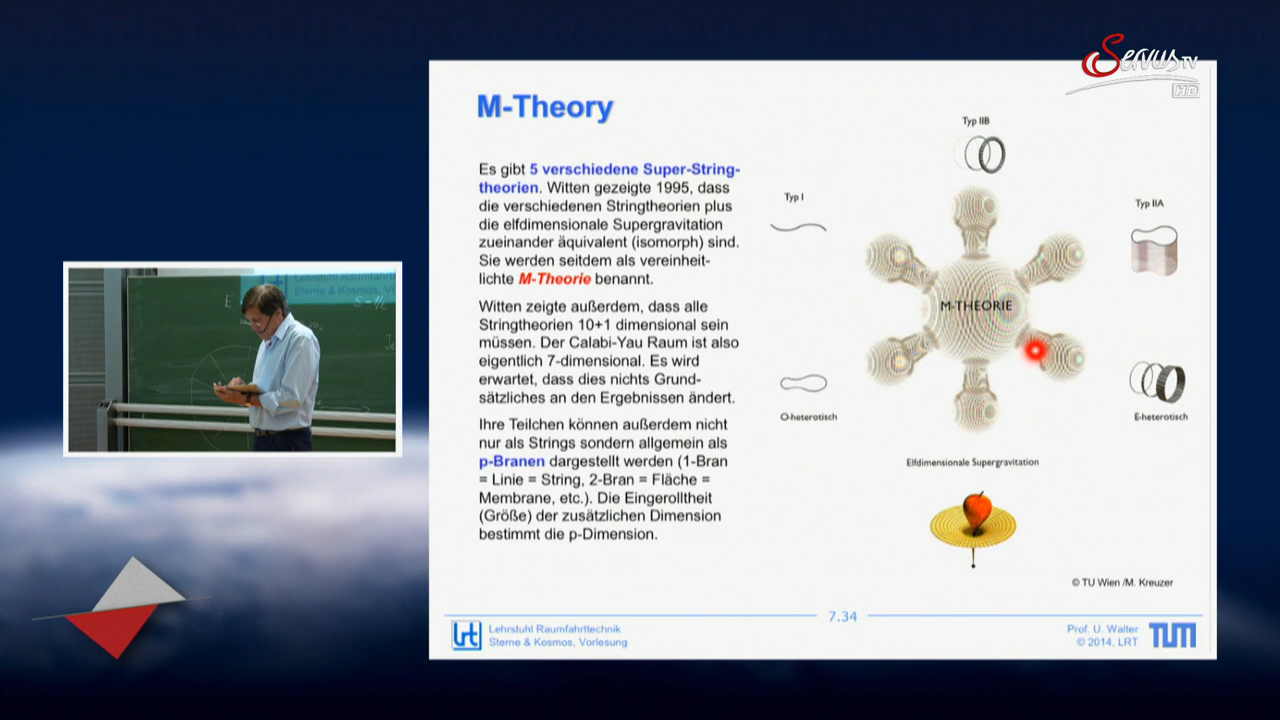 Servus TV
HD
M-Theory
Es gibt 5 verschiedene Super-String-
theorien. Witten gezeigte 1995, dass
die verschiedenen Stringtheorien plus
die elfdimensionale Supergravitation
zueinander äquivalent (isomorph) sind.
Sie werden seitdem als vereinheit-
lichte M-Theorie benannt.
Witten zeigte außerdem, dass alle
Stringtheorien 10+1 dimensional sein
müssen. Der Calabi-Yau Raum ist also
eigentlich 7-dimensional. Es wird
erwartet, dass dies nichts Grund-
sätzliches an den Ergebnissen ändert.
Ihre Teilchen können außerdem nicht
nur als Strings sondern allgemein als
p-Branen dargestellt werden (1-Bran
= Linie = String, 2-Bran = Fläche =
Membrane, etc.). Die Eingerolltheit
(Größe) der zusätzlichen Dimension
bestimmt die p-Dimension.
Typ IIB
Typ I
Typ IIA
M-THEORIE
O-heterotisch
E-heterotisch
Elfdimensionale Supergravitation
© TU Wien /M. Kreuzer
7.34
lrt
Lehrstuhl Raumfahrttechnik
Sterne & Kosmos, Vorlesung
Prof. U. Walter
© 2014, LRT
TUM
Lehrstuhl Raumfahrt
Sterne & Kosmos, Vo
E